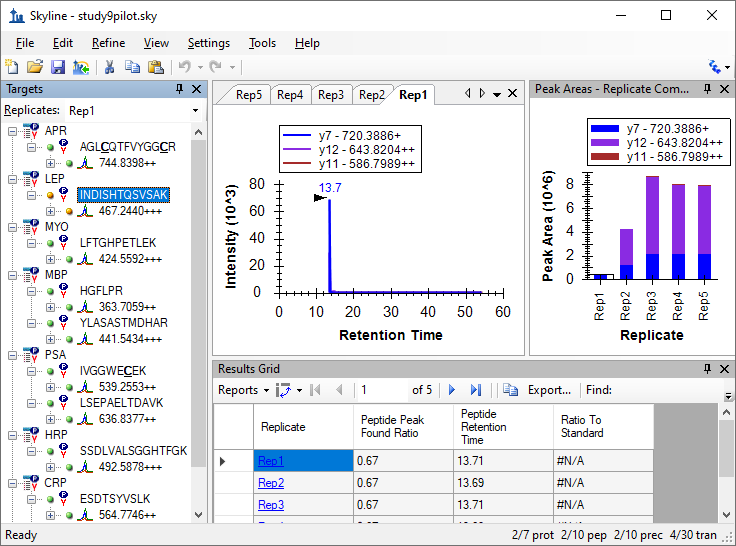 Skyline - study9pilot.sky
File Edit Refine View Settings Tools Help
Targets
Replicates: Rep1
APR
AGLCQTFVYGGCR
744.8398++
LEP
INDISHTQSVSAK
467.2440+++
MYO
LFTGHPETLEK
424.5592+++
MBP
HGFLPR
363.7059++
YLASASTMDHAR
441.5434+++
PSA
IVGGWECEK
539.2553++
LSEPAELTDAVK
636.8377++
HRP
SSDLVALSGGHTFGK
492.5878+++
CRP
ESDTSYVSLK
564.7746++
Rep5 Rep4 Rep3 Rep2 Rep1
y7 - 720.3886+
y12 - 643.8204++
y11 - 586.7989++
Intensity (10^3)
80
60
40
20
0
13.7
0 10 20 30 40 50 60
Retention Time
Peak Areas - Replicate Com...
y7 - 720.3886+
y12 - 643.8204++
y11 - 586.7989++
Peak Area (10^6)
8
6
4
2
0
Rep1 Rep2 Rep3 Rep4 Rep5
Replicate
Results Grid
Reports 1 of 5 Export... Find:
Replicate Peptide Peak Found Ratio Peptide Retention Time Ratio To Standard
Rep1 0.67 13.71 #N/A
Rep2 0.67 13.69 #N/A
Rep3 0.67 13.71 #N/A
Ready 2/7 prot 2/10 pep 2/10 prec 4/30 tran